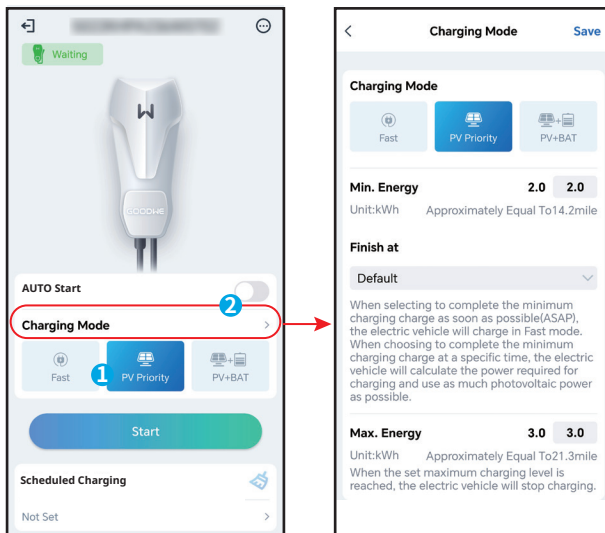 Waiting
GOODWE
AUTO Start
2
Charging Mode
1
Fast
PV Priority
PV+BAT
Start
Scheduled Charging
Not Set
Charging Mode
Save
Charging Mode
Fast
PV Priority
PV+BAT
Min. Energy 2.0 2.0
Unit:kWh Approximately Equal To14.2mile
Finish at
Default
When selecting to complete the minimum
charging charge as soon as possible(ASAP),
the electric vehicle will charge in Fast mode.
When choosing to complete the minimum
charging charge at a specific time, the electric
vehicle will calculate the power required for
charging and use as much photovoltaic power
as possible.
Max. Energy 3.0 3.0
Unit:kWh Approximately Equal To21.3mile
When the set maximum charging level is
reached, the electric vehicle will stop charging.